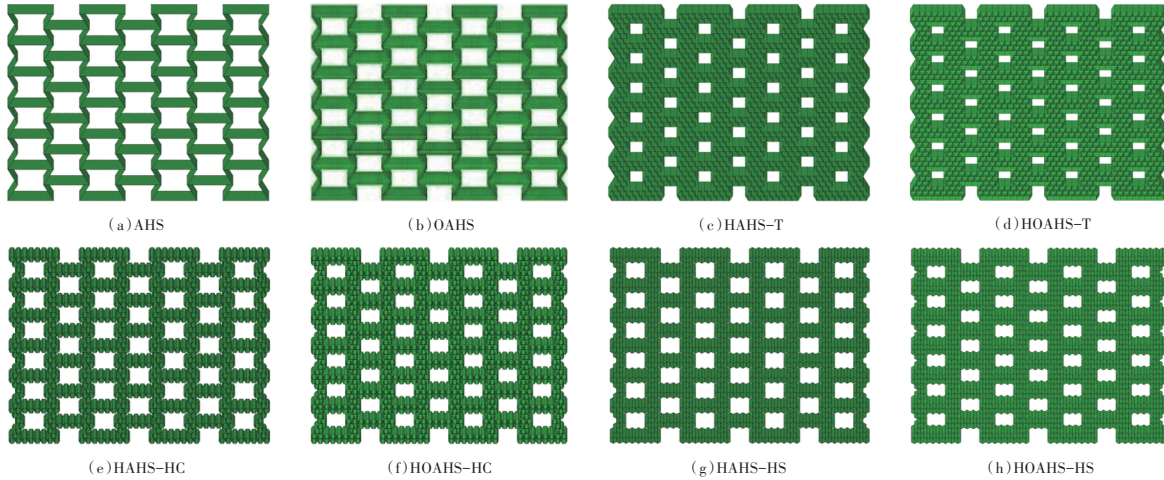 (a)AHS
(b)OAHS
(c)HAHS-T
(d)HOAHS-T
(e)HAHS-HC
(f)HOAHS-HC
(g)HAHS-HS
(h)HOAHS-HS